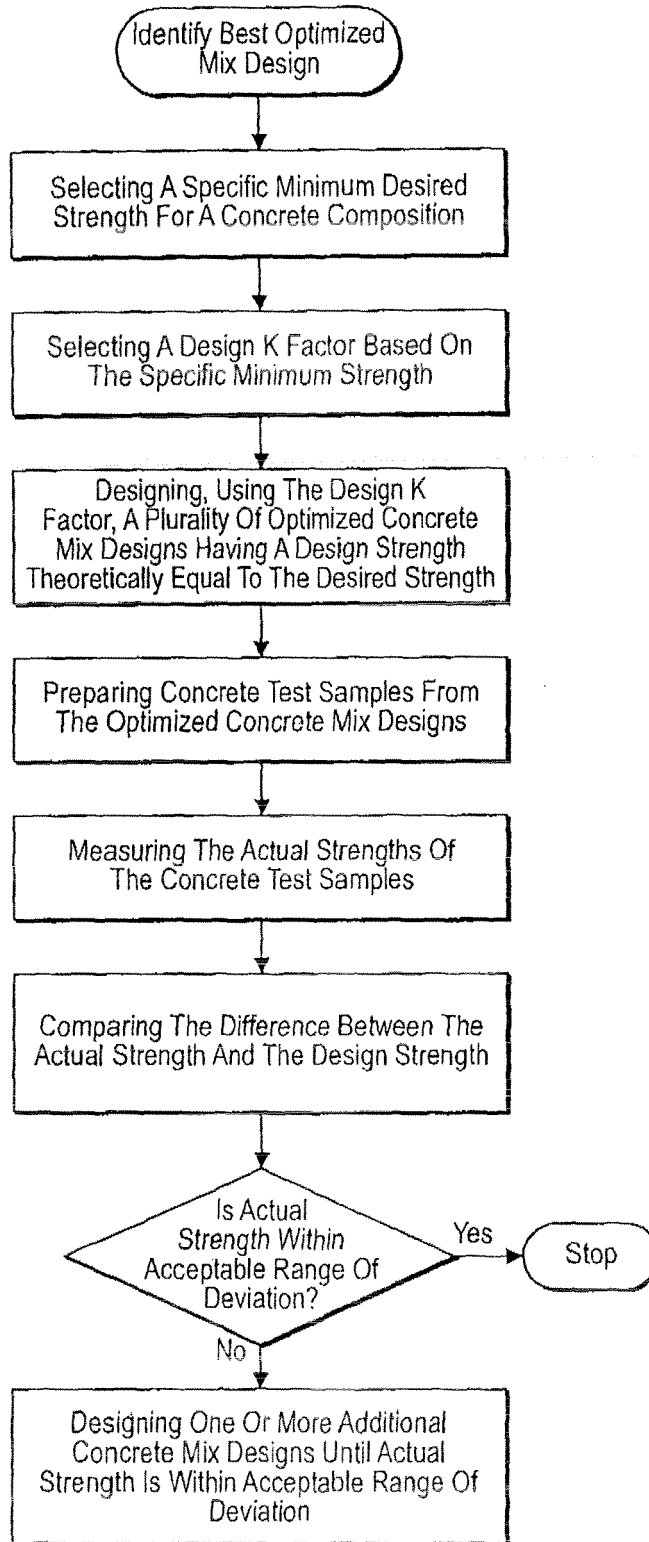 Identify Best Optimized
Mix Design
Selecting A Specific Minimum Desired
Strength For A Concrete Composition
Selecting A Design K Factor Based On
The Specific Minimum Strength
Designing, Using The Design K
Factor, A Plurality Of Optimized Concrete
Mix Designs Having A Design Strength
Theoretically Equal To The Desired Strength
Preparing Concrete Test Samples From
The Optimized Concrete Mix Designs
Measuring The Actual Strengths Of
The Concrete Test Samples
Comparing The Difference Between The
Actual Strength And The Design Strength
Is Actual
Strength Within
Acceptable Range Of
Deviation?
Yes
Stop
No
Designing One Or More Additional
Concrete Mix Designs Until Actual
Strength Is Within Acceptable Range Of
Deviation